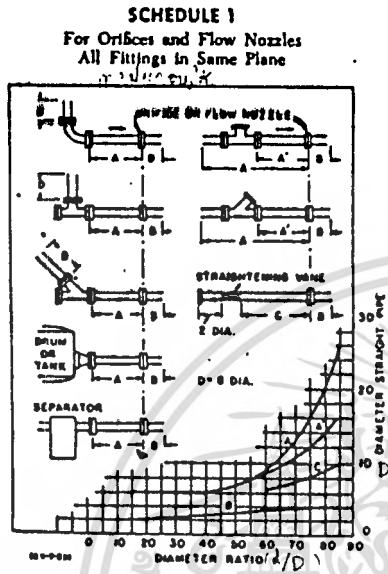 SCHEDULE 1
For Orifices and Flow Nozzles
All Fittings in Same Plane
ORIFICE OR FLOW NOZZLE
A B
A' B
A
D
A B
A' B
A
B
STRAIGHTENING VANE
A B
C B
2 DIA.
DRUM
OR
TANK
A B
D=8 DIA.
SEPARATOR
A B
A
A'
C
B
30
20
10
0
DIAMETER STRAIGHT PIPE
D
0 10 20 30 40 50 60 70 80 90
DIAMETER RATIO (d/D)